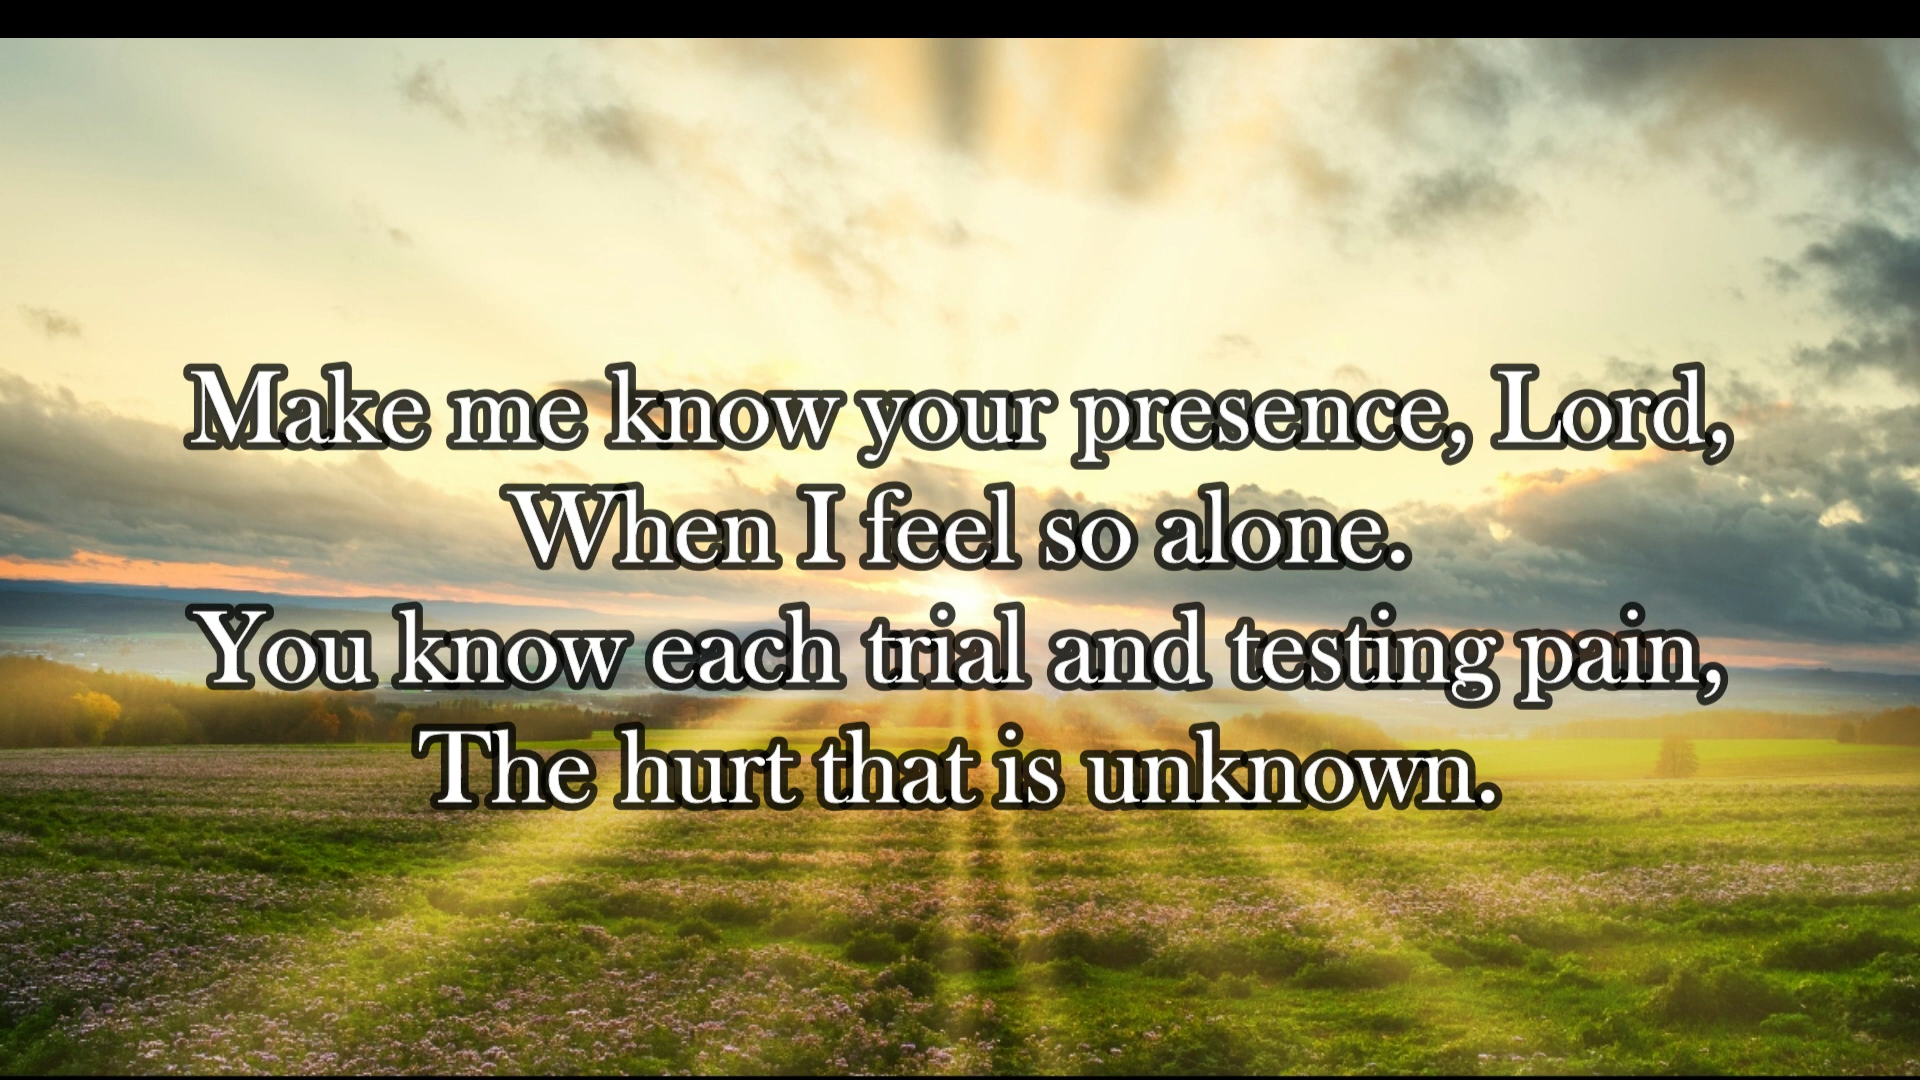 Make me know your presence, Lord,
When I feel so alone.
You know each trial and testing pain,
The hurt that is unknown.